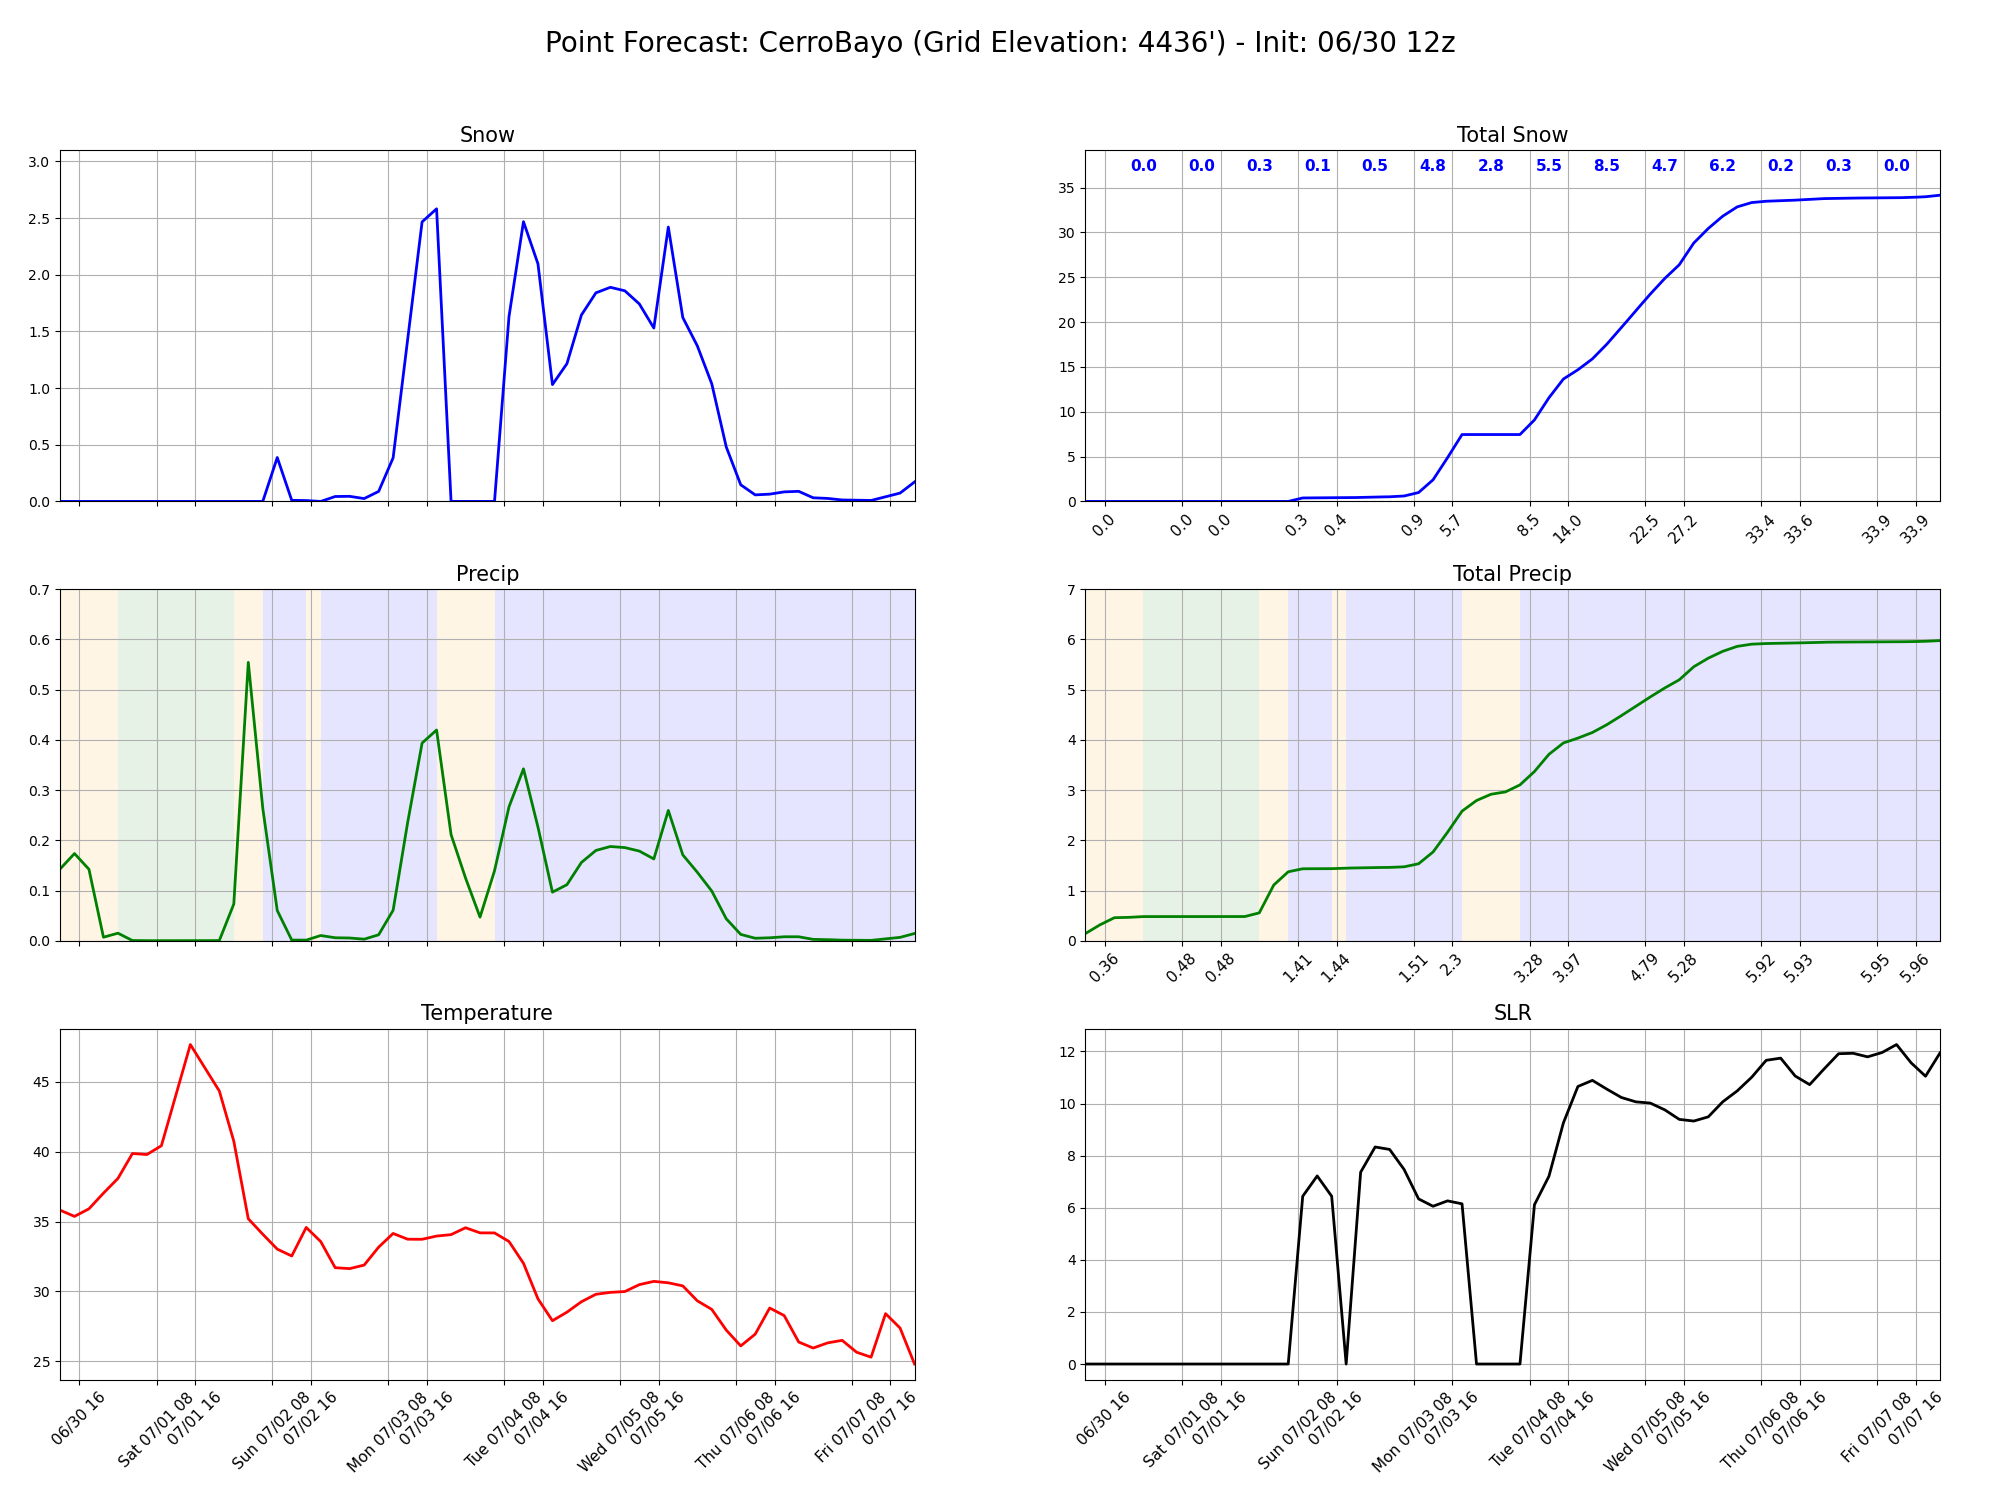 Point Forecast: CerroBayo (Grid Elevation: 4436') - Init: 06/30 12z
Snow
3.0
2.5
2.0
1.5
1.0
0.5
0.0
Total Snow
0.0 0.0 0.3 0.1 0.5 4.8 2.8 5.5 8.5 4.7 6.2 0.2 0.3 0.0
35
30
25
20
15
10
5
0
0.0 0.0 0.0 0.3 0.4 0.9 5.7 8.5 14.0 22.5 27.2 33.4 33.6 33.9 33.9
Precip
0.7
0.6
0.5
0.4
0.3
0.2
0.1
0.0
Total Precip
7
6
5
4
3
2
1
0
0.36 0.48 0.48 1.41 1.44 1.51 2.3 3.28 3.97 4.79 5.28 5.92 5.93 5.95 5.96
Temperature
45
40
35
30
25
06/30 16
Sat 07/01 08
07/01 16
Sun 07/02 08
07/02 16
Mon 07/03 08
07/03 16
Tue 07/04 08
07/04 16
Wed 07/05 08
07/05 16
Thu 07/06 08
07/06 16
Fri 07/07 08
07/07 16
SLR
12
10
8
6
4
2
0
06/30 16
Sat 07/01 08
07/01 16
Sun 07/02 08
07/02 16
Mon 07/03 08
07/03 16
Tue 07/04 08
07/04 16
Wed 07/05 08
07/05 16
Thu 07/06 08
07/06 16
Fri 07/07 08
07/07 16